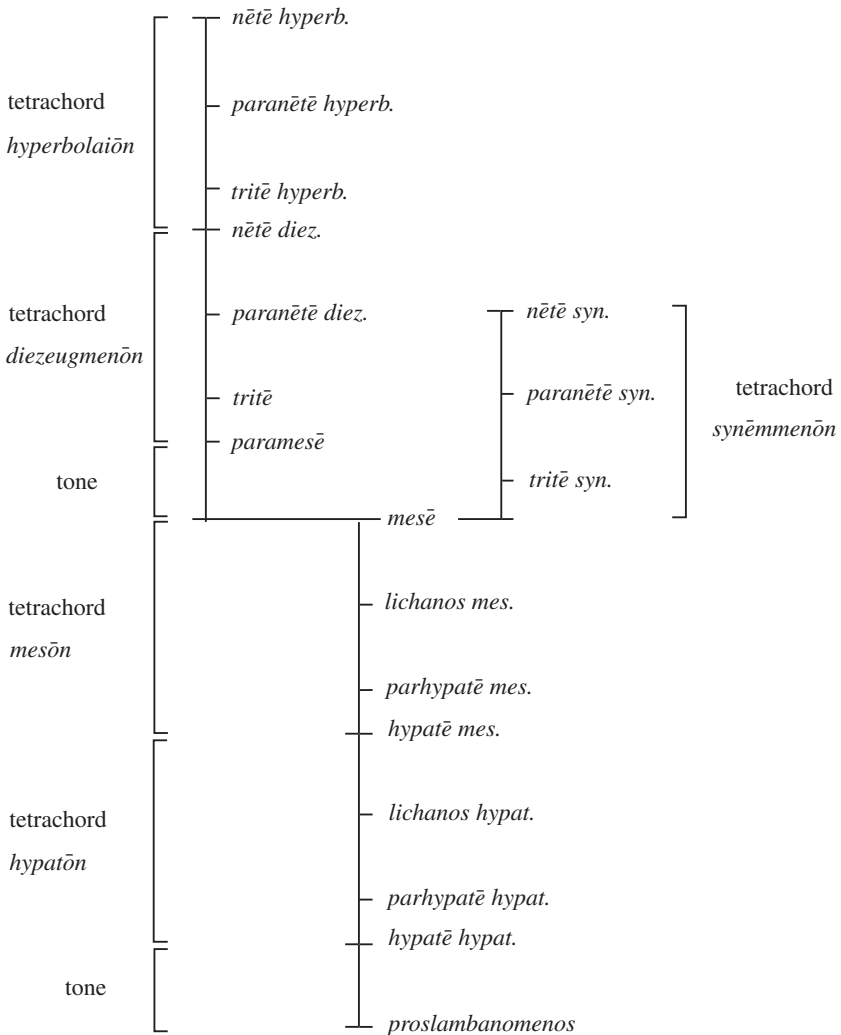 nētē hyperb.
tetrachord
hyperbolaiōn
paranētē hyperb.
tritē hyperb.
nētē diez.
tetrachord
diezeugmenōn
paranētē diez.
tritē
paramesē
tone
nētē syn.
paranētē syn.
tritē syn.
tetrachord
synēmmenōn
mesē
tetrachord
mesōn
lichanos mes.
parhypatē mes.
hypatē mes.
tetrachord
hypatōn
lichanos hypat.
parhypatē hypat.
hypatē hypat.
tone
proslambanomenos